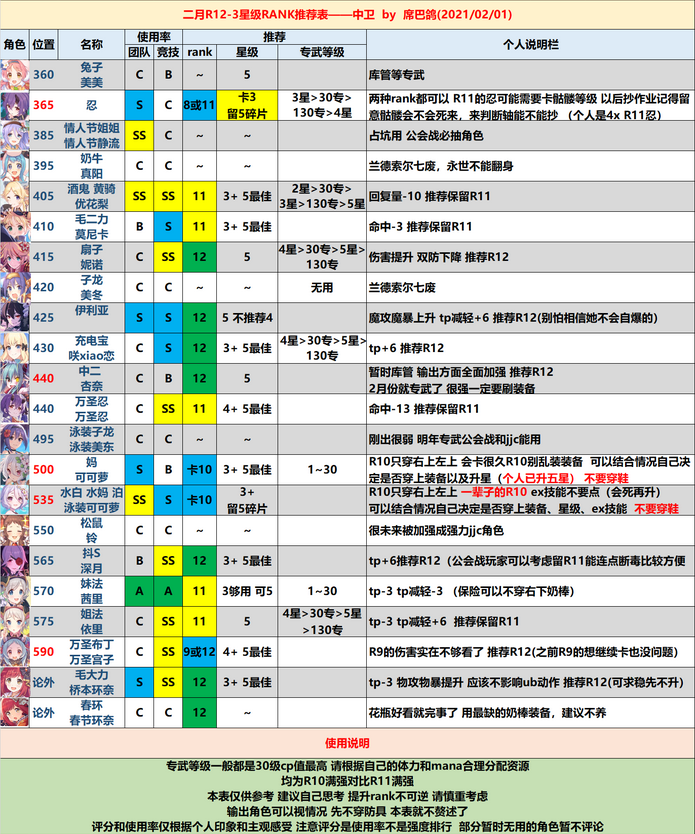 二月R12-3星级RANK推荐表——中卫 by 席巴鸽(2021/02/01)
角色 位置 名称 使用率 推荐 个人说明栏
团队 竞技 rank 星级 专武等级
360 兔子 美美 C B ~ 5 库管等专武
365 忍 S C 8或11 卡3 留5碎片 3星>30专>130专>4星 两种rank都可以 R11的忍可能需要卡骷髅等级 以后抄作业记得留意骷髅会不会死来，来判断轴能不能抄 （个人是4x R11忍）
385 情人节姐姐 情人节静流 SS C ~ ~ 占坑用 公会战必抽角色
395 奶牛 真阳 C C ~ ~ 兰德索尔七废，永世不能翻身
405 酒鬼 黄骑 优花梨 SS SS 11 3+ 5最佳 2星>30专>3星>130专>5星 回复量-10 推荐保留R11
410 毛二力 莫尼卡 B S 11 3+ 5最佳 命中-3 推荐保留R11
415 扇子 妮诺 C SS 12 5 4星>30专>5星>130专 伤害提升 双防下降 推荐R12
420 子龙 美冬 C C ~ ~ 无用 兰德索尔七废
425 伊利亚 S S 12 5 不推荐4 魔攻魔暴上升 tp减轻+6 推荐R12(别怕相信她不会自爆的)
430 充电宝 咲xiao恋 C S 12 3+ 5最佳 4星>30专>5星>130专 tp+6 推荐R12
440 中二 杏奈 C B 12 5 暂时库管 输出方面全面加强 推荐R12 2月份就专武了 很强一定要刷装备
440 万圣忍 万圣忍 C SS 11 4+ 5最佳 命中-13 推荐保留R11
495 泳装子龙 泳装美东 C C ~ ~ 刚出很弱 明年专武公会战和jjc能用
500 妈 可可萝 S B 卡10 3+ 5最佳 1~30 R10只穿右上左上 会卡很久R10别乱装装备 可以结合情况自己决定是否穿上装备以及升星（个人已升五星） 不要穿鞋
535 水白 水妈 泊 泳装可可萝 SS S 卡10 3+ 留5碎片 R10只穿右上左上 一辈子的R10 ex技能不要点（会死再升） 可以结合情况自己决定是否穿上装备、星级、ex技能 不要穿鞋
550 松鼠 铃 C C ~ ~ 很未来被加强成强力jjc角色
565 抖S 深月 B SS 12 3+ 5最佳 tp+6推荐R12（公会战玩家可以考虑留R11能连点断毒比较方便
570 妹法 茜里 A A 11 3够用 可5 1~30 tp-3 tp减轻-3 （保险可以不穿右下奶棒）
575 姐法 依里 C SS 11 5 4星>30专>5星>130专 tp-3 tp减轻+6 推荐保留R11
590 万圣布丁 万圣宫子 C SS 9或12 4+ 5最佳 R9的伤害实在不够看了 推荐R12(之前R9的想继续卡也没问题)
论外 毛大力 桥本环奈 S SS 12 3+ 5最佳 tp-3 物攻物暴提升 应该不影响ub动作 推荐R12(可求稳先不升)
论外 春环 春节环奈 C C 12 ~ 花瓶好看就完事了 用最缺的奶棒装备，建议不养
使用说明
专武等级一般都是30级cp值最高 请根据自己的体力和mana合理分配资源
均为R10满强对比R11满强
本表仅供参考 建议自己思考 提升rank不可逆 请慎重考虑
输出角色可以视情况 先不穿防具 本表就不赘述了
评分和使用率仅根据个人印象和主观感受 注意评分是使用率不是强度排行 部分暂时无用的角色暂不评论